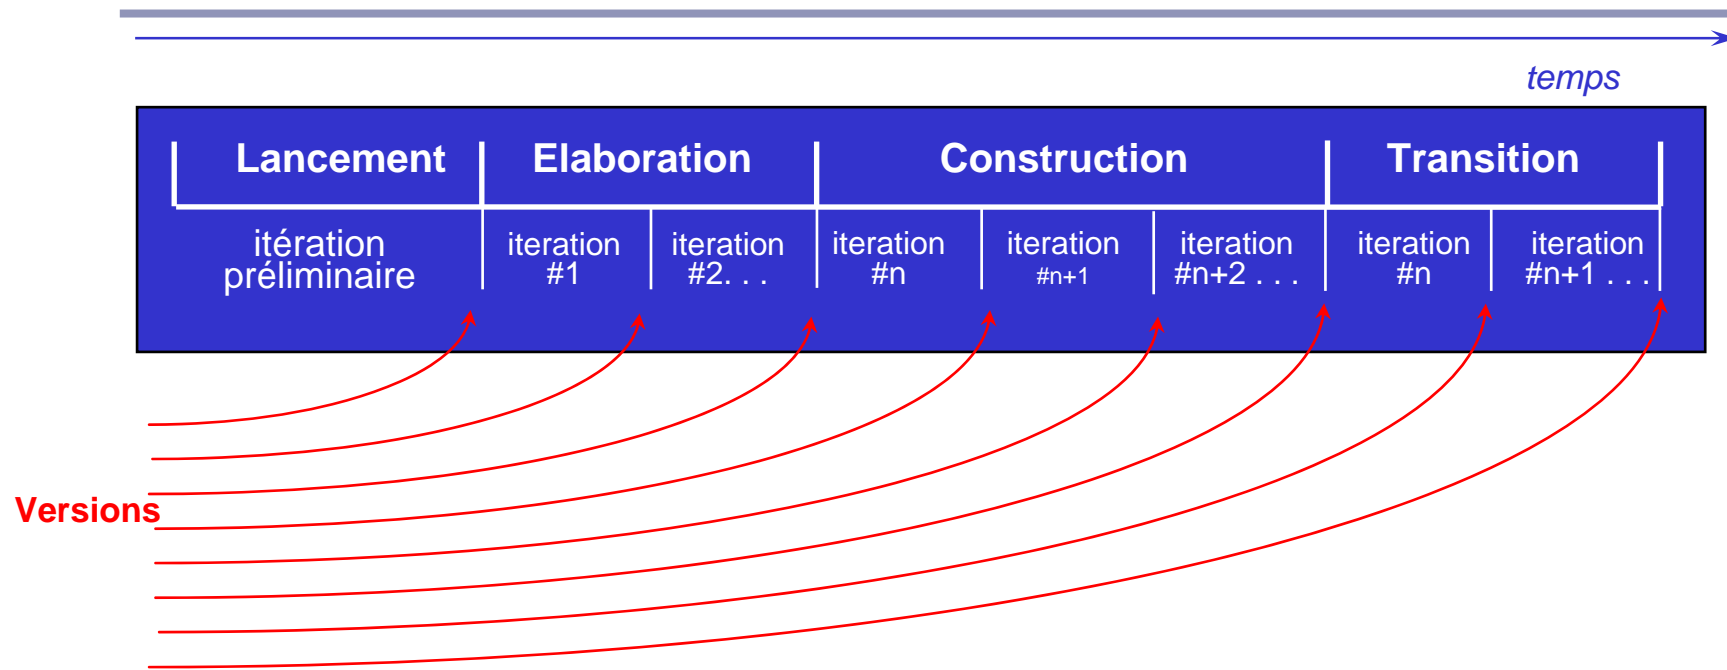 temps
Lancement Elaboration Construction Transition
itération
préliminaire
iteration
#1
iteration
#2. . .
iteration
#n
iteration
#n+1
iteration
#n+2 . . .
iteration
#n
iteration
#n+1 . . .
Versions